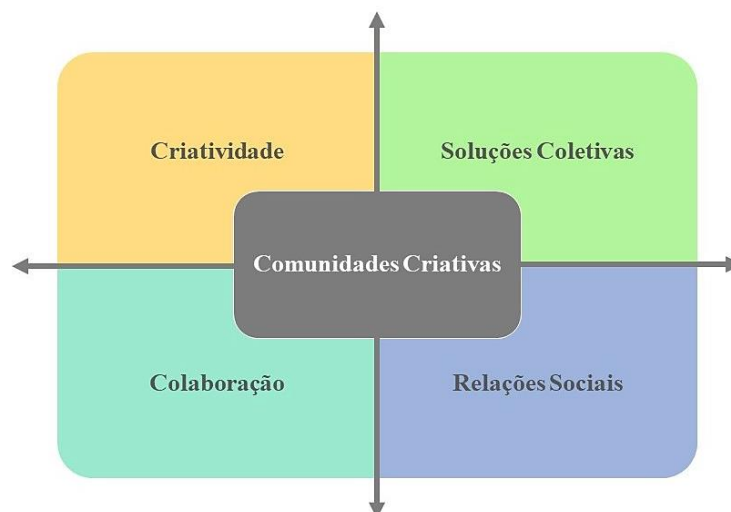 Criatividade
Soluções Coletivas
Comunidades Criativas
Colaboração
Relações Sociais